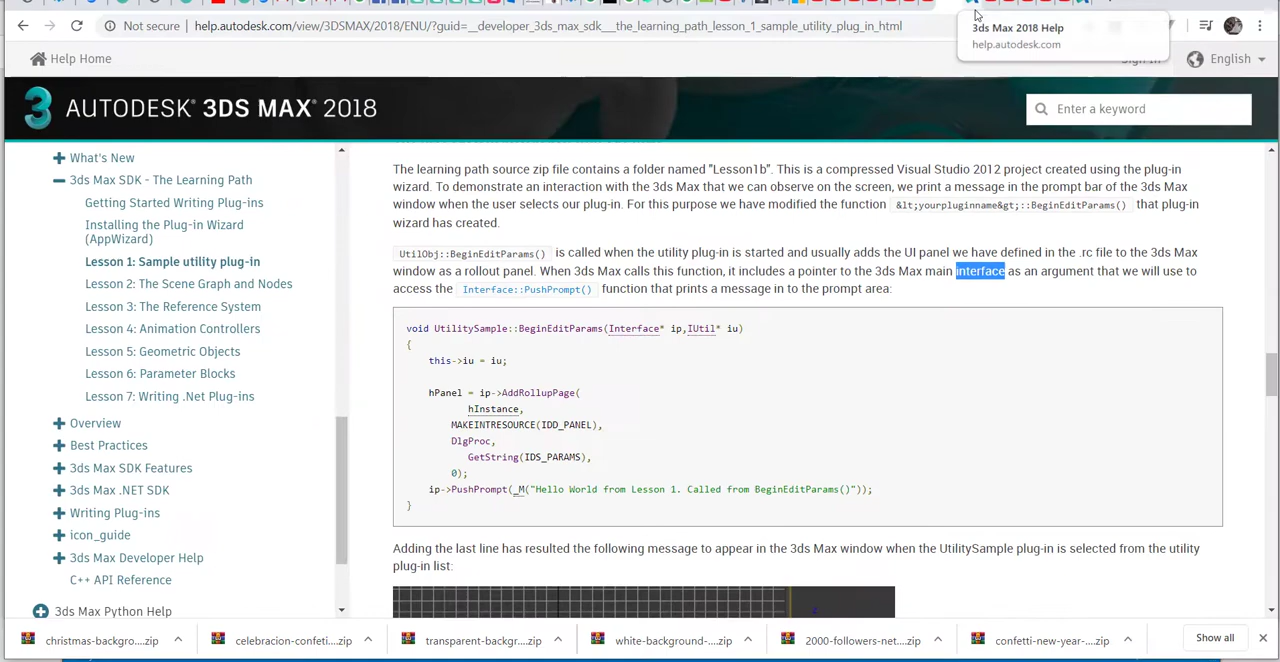 Not secure | help.autodesk.com/view/3DSMAX/2018/ENU/?guid=__developer_3ds_max_sdk__the_learning_path_lesson_1_sample_utility_plug_in_html
3ds Max 2018 Help
help.autodesk.com
Help Home
English
AUTODESK® 3DS MAX® 2018
Enter a keyword
What's New
3ds Max SDK - The Learning Path
Getting Started Writing Plug-ins
Installing the Plug-in Wizard
(AppWizard)
Lesson 1: Sample utility plug-in
Lesson 2: The Scene Graph and Nodes
Lesson 3: The Reference System
Lesson 4: Animation Controllers
Lesson 5: Geometric Objects
Lesson 6: Parameter Blocks
Lesson 7: Writing .Net Plug-ins
Overview
Best Practices
3ds Max SDK Features
3ds Max .NET SDK
Writing Plug-ins
icon_guide
3ds Max Developer Help
C++ API Reference
3ds Max Python Help
The learning path source zip file contains a folder named "Lesson1b". This is a compressed Visual Studio 2012 project created using the plug-in
wizard. To demonstrate an interaction with the 3ds Max that we can observe on the screen, we print a message in the prompt bar of the 3ds Max
window when the user selects our plug-in. For this purpose we have modified the function &lt;yourpluginname&gt;::BeginEditParams() that plug-in
wizard has created.
UtilObj::BeginEditParams() is called when the utility plug-in is started and usually adds the UI panel we have defined in the .rc file to the 3ds Max
window as a rollout panel. When 3ds Max calls this function, it includes a pointer to the 3ds Max main interface as an argument that we will use to
access the Interface::PushPrompt() function that prints a message in to the prompt area:
void UtilitySample::BeginEditParams(Interface* ip,IUtil* iu)
{
this->iu = iu;
hPanel = ip->AddRollupPage(
hInstance,
MAKEINTRESOURCE(IDD_PANEL),
DlgProc,
GetString(IDS_PARAMS),
0);
ip->PushPrompt(_M("Hello World from Lesson 1. Called from BeginEditParams()"));
}
Adding the last line has resulted the following message to appear in the 3ds Max window when the UtilitySample plug-in is selected from the utility
plug-in list:
christmas-backgro....zip
celebracion-confeti....zip
transparent-backgr....zip
white-background-....zip
2000-followers-net....zip
confetti-new-year-....zip
Show all